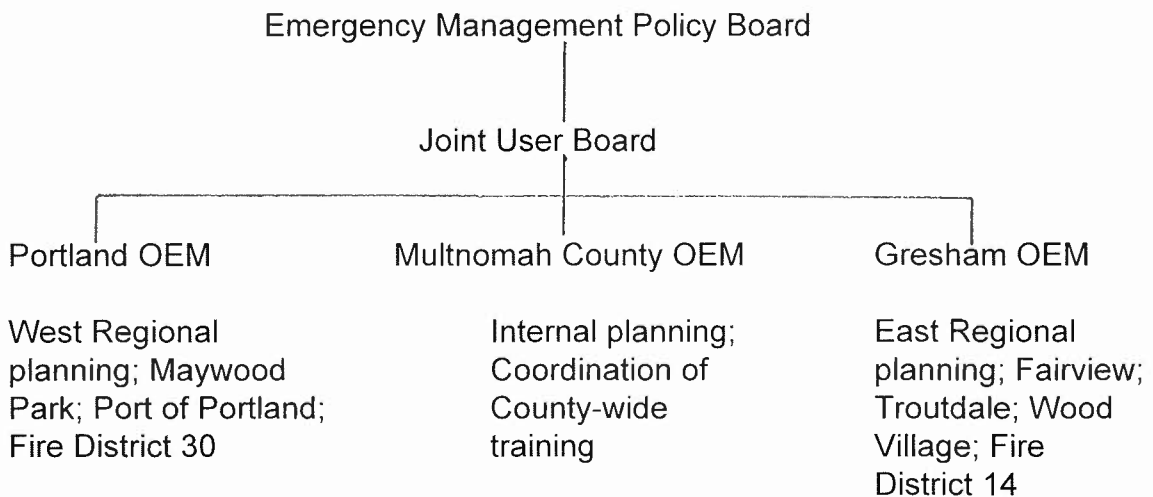 Emergency Management Policy Board
Joint User Board
Portland OEM
Multnomah County OEM
Gresham OEM
West Regional
planning; Maywood
Park; Port of Portland;
Fire District 30
Internal planning;
Coordination of
County-wide
training
East Regional
planning; Fairview;
Troutdale; Wood
Village; Fire
District 14